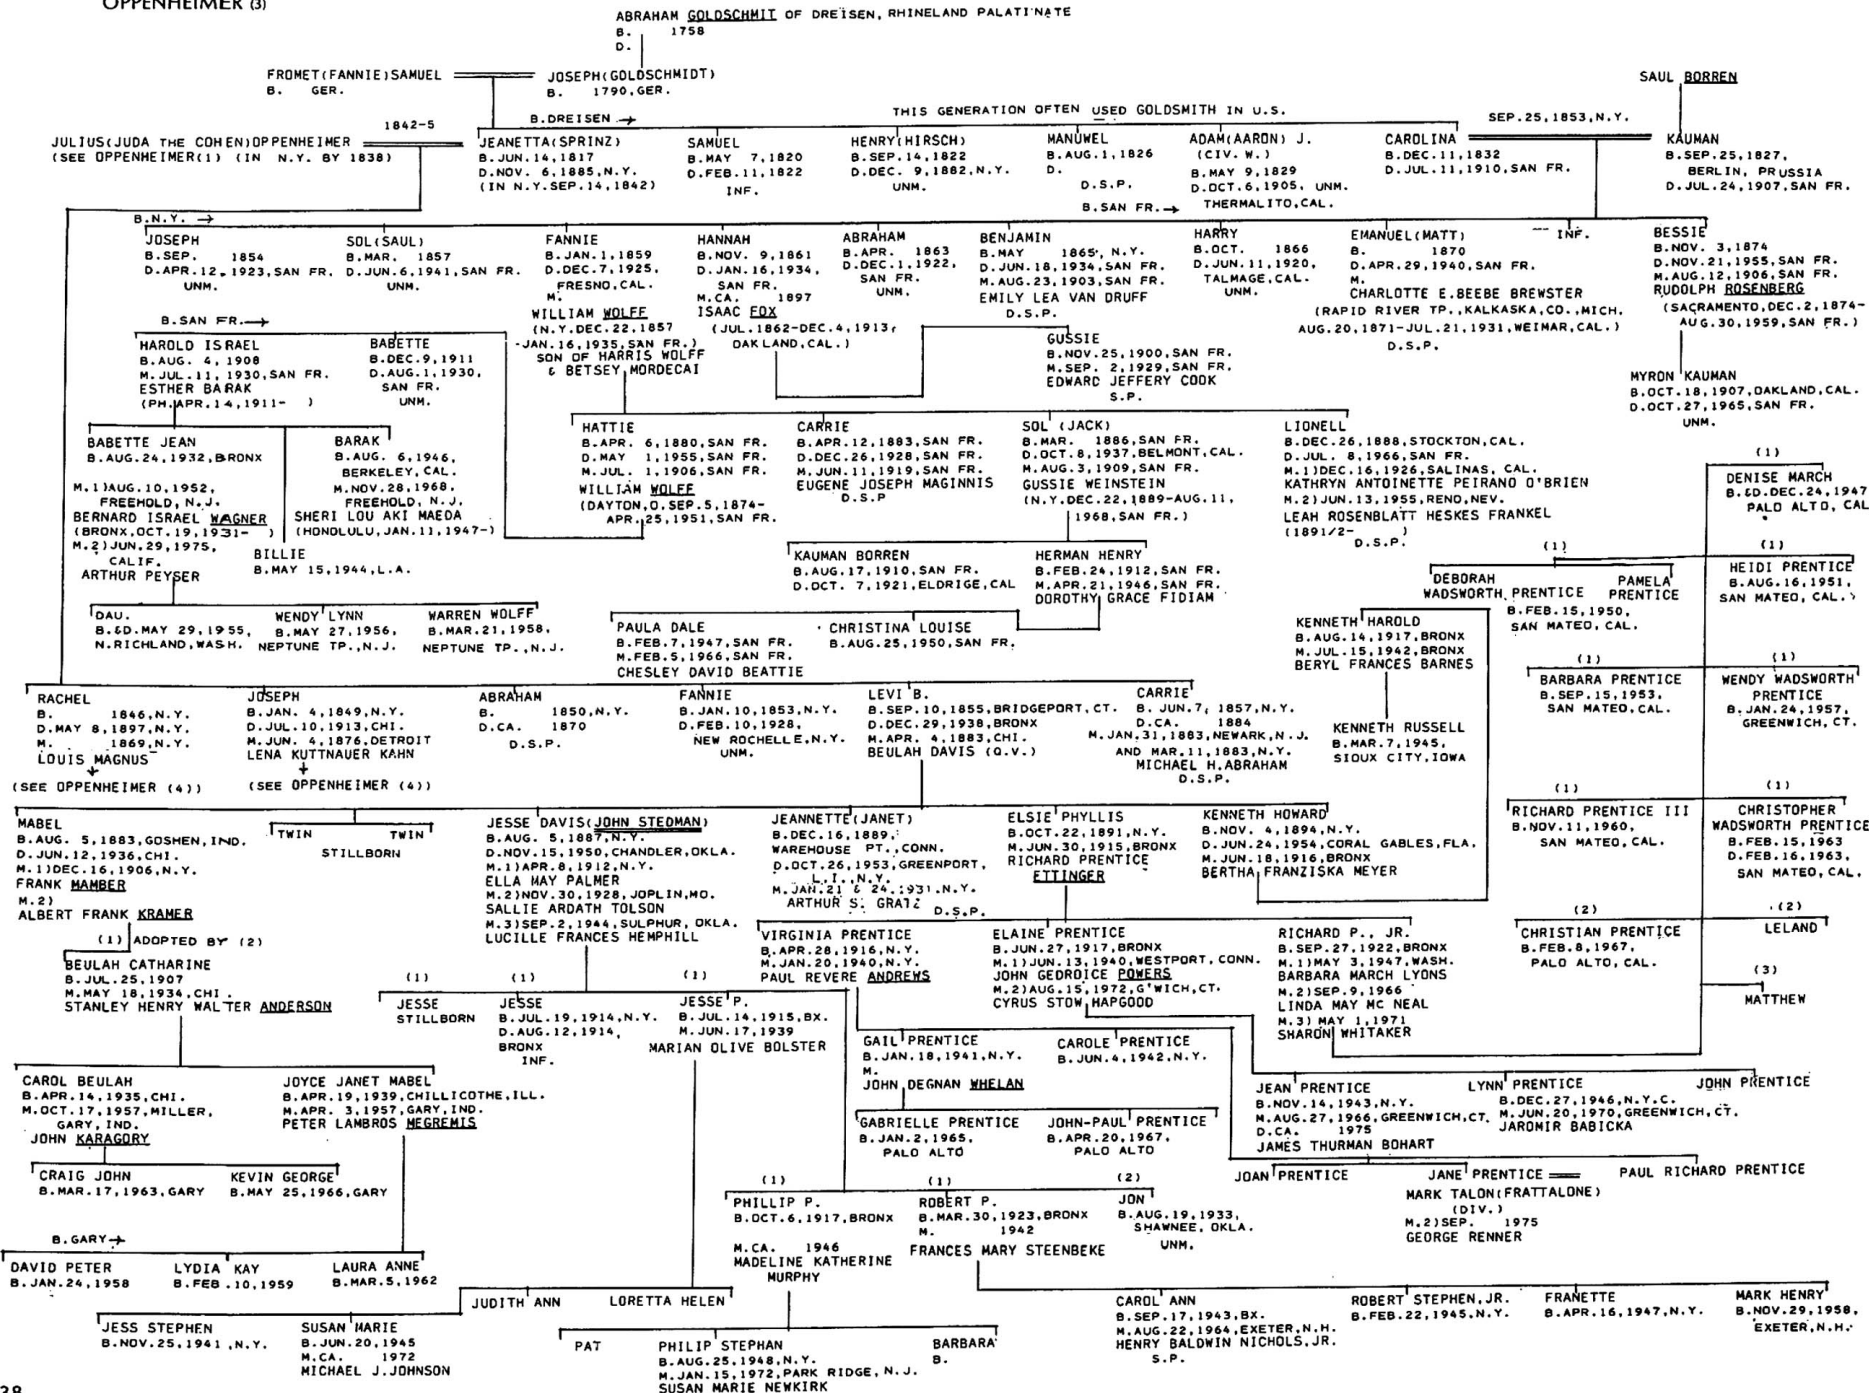 OPPENHEIMER (3)
ABRAHAM GOLDSCHMIT OF DREISEN, RHINELAND PALATINATE
B. 1758
D.
FROMET(FANNIE)SAMUEL
B. GER.
JOSEPH(GOLDSCHMIDT)
B. 1790,GER.
SAUL BORREN
THIS GENERATION OFTEN USED GOLDSMITH IN U.S.
B.DREISEN →
1842-5
SEP.25,1853,N.Y.
JULIUS(JUDA THE COHEN)OPPENHEIMER
(SEE OPPENHEIMER(1) (IN N.Y. BY 1838)
JEANETTA(SPRINZ)
B.JUN.14,1817
D.NOV. 6,1885,N.Y.
(IN N.Y.SEP.14,1842)
SAMUEL
B.MAY 7,1820
D.FEB.11,1822
INF.
HENRY(HIRSCH)
B.SEP.14,1822
D.DEC. 9,1882,N.Y.
UNM.
MANUWEL
B.AUG.1,1826
D.
D.S.P.
ADAM(AARON) J.
(CIV. W.)
B.MAY 9,1829
D.OCT.6,1905, UNM.
THERMALITO,CAL.
CAROLINA
B.DEC.11,1832
D.JUL.11,1910,SAN FR.
KAUMAN
B.SEP.25,1827,
BERLIN, PRUSSIA
D.JUL.24,1907,SAN FR.
B.N.Y. →
B.SAN FR.→
JOSEPH
B.SEP. 1854
D.APR.12,1923,SAN FR.
UNM.
SOL(SAUL)
B.MAR. 1857
D.JUN.6,1941,SAN FR.
UNM.
FANNIE
B.JAN.1,1859
D.DEC.7,1925,
FRESNO,CAL.
M.
WILLIAM WOLFF
(N.Y.DEC.22,1857
-JAN.16,1935,SAN FR.)
SON OF HARRIS WOLFF
& BETSEY MORDECAI
HANNAH
B.NOV. 9,1861
D.JAN.16,1934,
SAN FR.
M.CA. 1897
ISAAC FOX
(JUL.1862-DEC.4,1913,
OAKLAND,CAL.)
ABRAHAM
B.APR. 1863
D.DEC.1,1922,
SAN FR.
UNM.
BENJAMIN
B.MAY 1865, N.Y.
D.JUN.18,1934,SAN FR.
M.AUG.23,1903,SAN FR.
EMILY LEA VAN DRUFF
D.S.P.
HARRY
B.OCT. 1866
D.JUN.11,1920,
TALMAGE,CAL.
UNM.
EMANUEL(MATT)
B. 1870
D.APR.29,1940,SAN FR.
M.
CHARLOTTE E.BEEBE BREWSTER
(RAPID RIVER TP.,KALKASKA,CO.,MICH.
AUG.20,1871-JUL.21,1931,WEIMAR,CAL.)
D.S.P.
INF.
BESSIE
B.NOV. 3,1874
D.NOV.21,1955,SAN FR.
M.AUG.12,1906,SAN FR.
RUDOLPH ROSENBERG
(SACRAMENTO,DEC.2,1874-
AUG.30,1959,SAN FR.)
B.SAN FR.→
HAROLD ISRAEL
B.AUG. 4,1908
M.JUL.11,1930,SAN FR.
ESTHER BARAK
(PH.APR.14,1911- )
BABETTE
B.DEC.9,1911
D.AUG.1,1930,
SAN FR.
UNM.
GUSSIE
B.NOV.25,1900,SAN FR.
M.SEP. 2,1929,SAN FR.
EDWARD JEFFERY COOK
S.P.
MYRON KAUMAN
B.OCT.18,1907,OAKLAND,CAL.
D.OCT.27,1965,SAN FR.
UNM.
BABETTE JEAN
B.AUG.24,1932,BRONX
M.1)AUG.10,1952,
FREEHOLD, N.J.
BERNARD ISRAEL WAGNER
(BRONX,OCT.19,1931- )
M.2)JUN.29,1975,
CALIF.
ARTHUR PEYSER
BARAK
B.AUG. 6,1946,
BERKELEY,CAL.
M.NOV.28,1968,
FREEHOLD, N.J.
SHERI LOU AKI MAEDA
(HONOLULU,JAN.11,1947-)
BILLIE
B.MAY 15,1944,L.A.
HATTIE
B.APR. 6,1880,SAN FR.
D.MAY 1,1955,SAN FR.
M.JUL. 1,1906,SAN FR.
WILLIAM WOLFF
(DAYTON,O.SEP.5,1874-
APR.25,1951,SAN FR.
CARRIE
B.APR.12,1883,SAN FR.
D.DEC.26,1928,SAN FR.
M.JUN.11,1919,SAN FR.
EUGENE JOSEPH MAGINNIS
D.S.P
SOL (JACK)
B.MAR. 1886,SAN FR.
D.OCT.8,1937,BELMONT,CAL.
M.AUG.3,1909,SAN FR.
GUSSIE WEINSTEIN
(N.Y.DEC.22,1889-AUG.11,
1968,SAN FR.)
LIONELL
B.DEC.26,1888,STOCKTON,CAL.
D.JUL. 8,1966,SAN FR.
M.1)DEC.16,1926,SALINAS, CAL.
KATHRYN ANTOINETTE PEIRANO O'BRIEN
M.2)JUN.13,1955,RENO,NEV.
LEAH ROSENBLATT HESKES FRANKEL
(1891/2- )
D.S.P.
(1)
DENISE MARCH
B.&D.DEC.24,1947
PALO ALTO, CAL
KAUMAN BORREN
B.AUG.17,1910,SAN FR.
D.OCT. 7,1921,ELDRIGE,CAL
HERMAN HENRY
B.FEB.24,1912,SAN FR.
M.APR.21,1946,SAN FR.
DOROTHY GRACE FIDIAM
(1)
DEBORAH
WADSWORTH PRENTICE
B.FEB.15,1950,
SAN MATEO, CAL.
PAMELA
PRENTICE
(1)
HEIDI PRENTICE
B.AUG.16,1951,
SAN MATEO, CAL.
DAU.
B.&D.MAY 29,1955,
N.RICHLAND,WASH.
WENDY LYNN
B.MAY 27,1956,
NEPTUNE TP.,N.J.
WARREN WOLFF
B.MAR.21,1958,
NEPTUNE TP.,N.J.
PAULA DALE
B.FEB.7,1947,SAN FR.
M.FEB.5,1966,SAN FR.
CHESLEY DAVID BEATTIE
CHRISTINA LOUISE
B.AUG.25,1950,SAN FR.
KENNETH HAROLD
B.AUG.14,1917,BRONX
M.JUL.15,1942,BRONX
BERYL FRANCES BARNES
(1)
BARBARA PRENTICE
B.SEP.15,1953,
SAN MATEO,CAL.
(1)
WENDY WADSWORTH
PRENTICE
B.JAN.24,1957,
GREENWICH, CT.
RACHEL
B. 1846,N.Y.
D.MAY 8,1897,N.Y.
M. 1869,N.Y.
LOUIS MAGNUS
(SEE OPPENHEIMER (4))
JOSEPH
B.JAN. 4,1849,N.Y.
D.JUL.10,1913,CHI.
M.JUN. 4,1876,DETROIT
LENA KUTTNAUER KAHN
(SEE OPPENHEIMER (4))
ABRAHAM
B. 1850,N.Y.
D.CA. 1870
D.S.P.
FANNIE
B.JAN.10,1853,N.Y.
D.FEB.10,1928,
NEW ROCHELLE,N.Y.
UNM.
LEVI B.
B.SEP.10,1855,BRIDGEPORT, CT.
D.DEC.29,1938,BRONX
M.APR. 4,1883,CHI.
BEULAH DAVIS (Q.V.)
CARRIE
B. JUN.7, 1857,N.Y.
D.CA. 1884
M.JAN.31,1883,NEWARK,N.J.
AND MAR.11,1883,N.Y.
MICHAEL H.ABRAHAM
D.S.P.
KENNETH RUSSELL
B.MAR.7,1945,
SIOUX CITY,IOWA
(1)
RICHARD PRENTICE III
B.NOV.11,1960,
SAN MATEO, CAL.
(1)
CHRISTOPHER
WADSWORTH PRENTICE
B.FEB.15,1963
D.FEB.16,1963,
SAN MATEO, CAL.
MABEL
B.AUG. 5,1883,GOSHEN,IND.
D.JUN.12,1936,CHI.
M.1)DEC.16,1906,N.Y.
FRANK MAMBER
M.2)
ALBERT FRANK KRAMER
TWIN TWIN
STILLBORN
JESSE DAVIS(JOHN STEDMAN)
B.AUG. 5,1887,N.Y.
D.NOV.15,1950,CHANDLER,OKLA.
M.1)APR.8,1912,N.Y.
ELLA MAY PALMER
M.2)NOV.30,1928,JOPLIN,MO.
SALLIE ARDATH TOLSON
M.3)SEP.2,1944,SULPHUR, OKLA.
LUCILLE FRANCES HEMPHILL
JEANNETTE(JANET)
B.DEC.16,1889,
WAREHOUSE PT.,CONN.
D.OCT.26,1953,GREENPORT,
L.I.,N.Y.
M.JAN.21 & 24,1931,N.Y.
ARTHUR S. GRATZ
D.S.P.
ELSIE PHYLLIS
B.OCT.22,1891,N.Y.
M.JUN.30,1915,BRONX
RICHARD PRENTICE
ETTINGER
KENNETH HOWARD
B.NOV. 4,1894,N.Y.
D.JUN.24,1954,CORAL GABLES,FLA.
M.JUN.18,1916,BRONX
BERTHA FRANZISKA MEYER
(1) ADOPTED BY (2)
BEULAH CATHARINE
B.JUL.25,1907
M.MAY 18,1934,CHI.
STANLEY HENRY WALTER ANDERSON
VIRGINIA PRENTICE
B.APR.28,1916,N.Y.
M.JAN.20,1940,N.Y.
PAUL REVERE ANDREWS
ELAINE PRENTICE
B.JUN.27,1917,BRONX
M.1)JUN.13,1940,WESTPORT, CONN.
JOHN GEDROICE POWERS
M.2)AUG.15,1972,G'WICH,CT.
CYRUS STOW HAPGOOD
RICHARD P., JR.
B.SEP.27,1922,BRONX
M.1)MAY 3,1947,WASH.
BARBARA MARCH LYONS
M.2)SEP.9,1966
LINDA MAY MC NEAL
M.3) MAY 1,1971
SHARON WHITAKER
(2)
CHRISTIAN PRENTICE
B.FEB.8,1967,
PALO ALTO, CAL.
(2)
LELAND
(3)
MATTHEW
(1)
JESSE
STILLBORN
(1)
JESSE
B.JUL.19,1914,N.Y.
D.AUG.12,1914,
BRONX
INF.
(1)
JESSE P.
B.JUL.14,1915,BX.
M.JUN.17,1939
MARIAN OLIVE BOLSTER
GAIL PRENTICE
B.JAN.18,1941,N.Y.
M.
JOHN DEGNAN WHELAN
CAROLE PRENTICE
B.JUN.4,1942,N.Y.
CAROL BEULAH
B.APR.14,1935,CHI.
M.OCT.17,1957,MILLER,
GARY, IND.
JOHN KARAGORY
JOYCE JANET MABEL
B.APR.19,1939,CHILLICOTHE,ILL.
M.APR. 3,1957,GARY,IND.
PETER LAMBROS MEGREMIS
JEAN PRENTICE
B.NOV.14,1943,N.Y.
M.AUG.27,1966,GREENWICH,CT.
D.CA. 1975
JAMES THURMAN BOHART
LYNN PRENTICE
B.DEC.27,1946,N.Y.C.
M.JUN.20,1970,GREENWICH,CT.
JAROMIR BABICKA
JOHN PRENTICE
GABRIELLE PRENTICE
B.JAN.2,1965,
PALO ALTO
JOHN-PAUL PRENTICE
B.APR.20,1967,
PALO ALTO
CRAIG JOHN
B.MAR.17,1963,GARY
KEVIN GEORGE
B.MAY 25,1966,GARY
JOAN PRENTICE
JANE PRENTICE
MARK TALON(FRATTALONE)
(DIV.)
M.2)SEP. 1975
GEORGE RENNER
PAUL RICHARD PRENTICE
(1)
PHILLIP P.
B.OCT.6,1917,BRONX
M.CA. 1946
MADELINE KATHERINE
MURPHY
(1)
ROBERT P.
B.MAR.30,1923,BRONX
M. 1942
FRANCES MARY STEENBEKE
(2)
JON
B.AUG.19,1933,
SHAWNEE, OKLA.
UNM.
B.GARY→
DAVID PETER
B.JAN.24,1958
LYDIA KAY
B.FEB.10,1959
LAURA ANNE
B.MAR.5,1962
JUDITH ANN
LORETTA HELEN
JESS STEPHEN
B.NOV.25,1941,N.Y.
SUSAN MARIE
B.JUN.20,1945
M.CA. 1972
MICHAEL J.JOHNSON
PAT
PHILIP STEPHAN
B.AUG.25,1948,N.Y.
M.JAN.15,1972,PARK RIDGE, N.J.
SUSAN MARIE NEWKIRK
BARBARA
B.
CAROL ANN
B.SEP.17,1943,BX.
M.AUG.22,1964,EXETER,N.H.
HENRY BALDWIN NICHOLS,JR.
S.P.
ROBERT STEPHEN,JR.
B.FEB.22,1945,N.Y.
FRANETTE
B.APR.16,1947,N.Y.
MARK HENRY
B.NOV.29,1958,
EXETER,N.H.
38